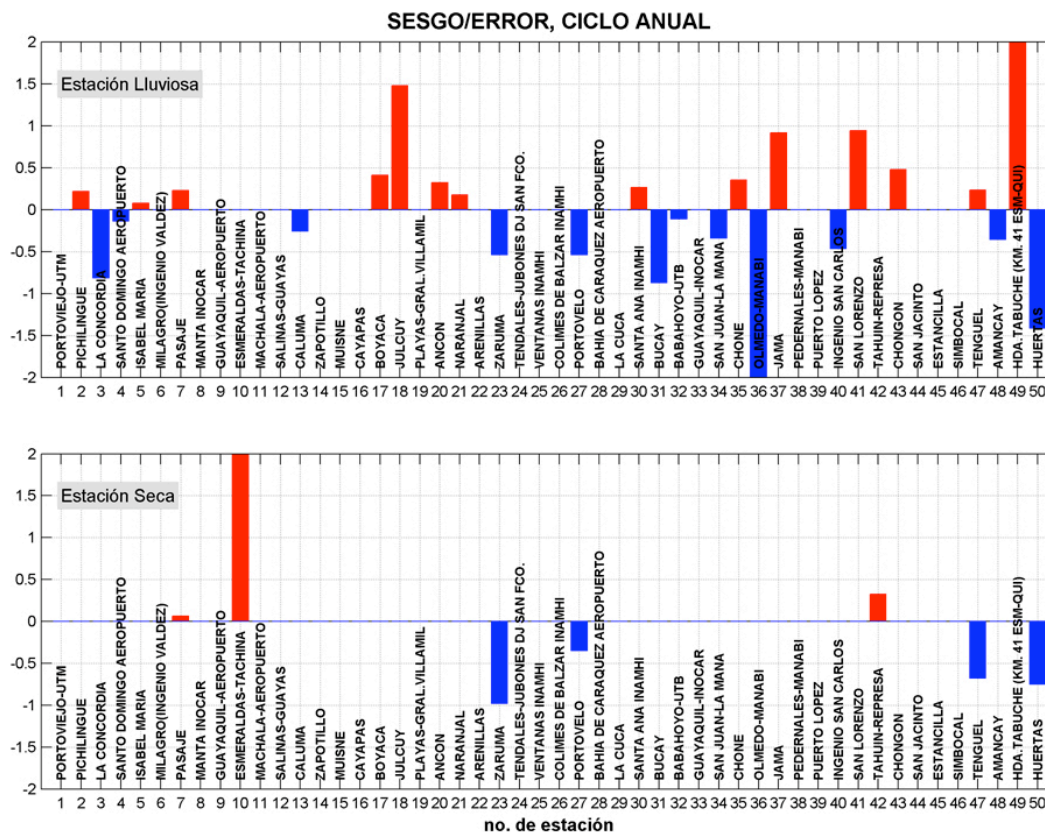 SESGO/ERROR, CICLO ANUAL
2
1.5
1
0.5
0
-0.5
-1
-1.5
-2
Estación Lluviosa
PORTOVIEJO-UTM
PICHILINGUE
LA CONCORDIA
SANTO DOMINGO AEROPUERTO
ISABEL MARIA
MILAGRO(INGENIO VALDEZ)
PASAJE
MANTA INOCAR
GUAYAQUIL-AEROPUERTO
ESMERALDAS-TACHINA
MACHALA-AEROPUERTO
SALINAS-GUAYAS
CALUMA
ZAPOTILLO
MUISNE
CAYAPAS
BOYACA
JULCUY
PLAYAS-GRAL.VILLAMIL
ANCON
NARANJAL
ARENILLAS
ZARUMA
TENDALES-JUBONES DJ SAN FCO.
VENTANAS INAMHI
COLIMES DE BALZAR INAMHI
PORTOVELO
BAHIA DE CARAQUEZ AEROPUERTO
LA CUCA
SANTA ANA INAMHI
BUCAY
BABAHOYO-UTB
GUAYAQUIL-INOCAR
SAN JUAN-LA MANA
CHONE
OLMEDO-MANABI
JAMA
PEDERNALES-MANABI
PUERTO LOPEZ
INGENIO SAN CARLOS
SAN LORENZO
TAHUIN-REPRESA
CHONGON
SAN JACINTO
ESTANCILLA
SIMBOCAL
TENGUEL
AMANCAY
HDA.TABUCHE (KM. 41 ESM-QUI)
HUERTAS
1 2 3 4 5 6 7 8 9 10 11 12 13 14 15 16 17 18 19 20 21 22 23 24 25 26 27 28 29 30 31 32 33 34 35 36 37 38 39 40 41 42 43 44 45 46 47 48 49 50
2
1.5
1
0.5
0
-0.5
-1
-1.5
-2
Estación Seca
PORTOVIEJO-UTM
PICHILINGUE
LA CONCORDIA
SANTO DOMINGO AEROPUERTO
ISABEL MARIA
MILAGRO(INGENIO VALDEZ)
PASAJE
MANTA INOCAR
GUAYAQUIL-AEROPUERTO
ESMERALDAS-TACHINA
MACHALA-AEROPUERTO
SALINAS-GUAYAS
CALUMA
ZAPOTILLO
MUISNE
CAYAPAS
BOYACA
JULCUY
PLAYAS-GRAL.VILLAMIL
ANCON
NARANJAL
ARENILLAS
ZARUMA
TENDALES-JUBONES DJ SAN FCO.
VENTANAS INAMHI
COLIMES DE BALZAR INAMHI
PORTOVELO
BAHIA DE CARAQUEZ AEROPUERTO
LA CUCA
SANTA ANA INAMHI
BUCAY
BABAHOYO-UTB
GUAYAQUIL-INOCAR
SAN JUAN-LA MANA
CHONE
OLMEDO-MANABI
JAMA
PEDERNALES-MANABI
PUERTO LOPEZ
INGENIO SAN CARLOS
SAN LORENZO
TAHUIN-REPRESA
CHONGON
SAN JACINTO
ESTANCILLA
SIMBOCAL
TENGUEL
AMANCAY
HDA.TABUCHE (KM. 41 ESM-QUI)
HUERTAS
1 2 3 4 5 6 7 8 9 10 11 12 13 14 15 16 17 18 19 20 21 22 23 24 25 26 27 28 29 30 31 32 33 34 35 36 37 38 39 40 41 42 43 44 45 46 47 48 49 50
no. de estación